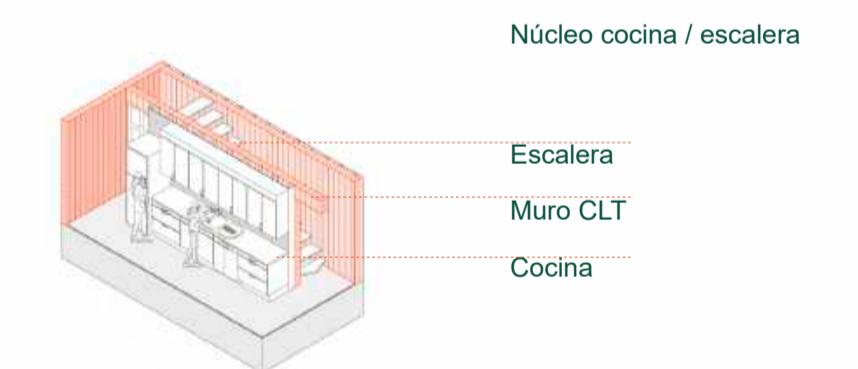 Núcleo cocina / escalera
Escalera
Muro CLT
Cocina